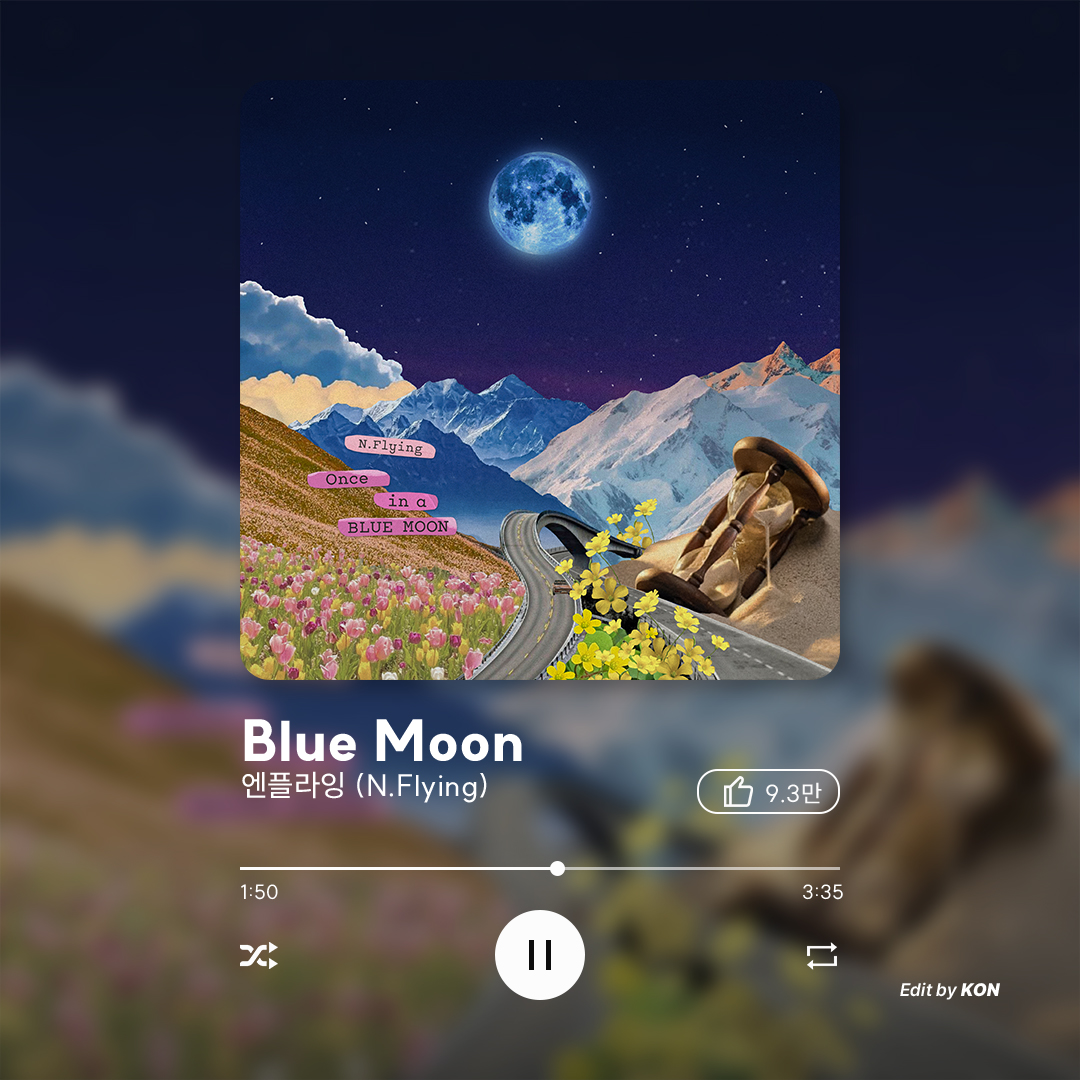 N.Flying
Once
in a
BLUE MOON
Blue Moon
엔플라잉 (N.Flying)
9.3만
1:50
3:35
Edit by KON